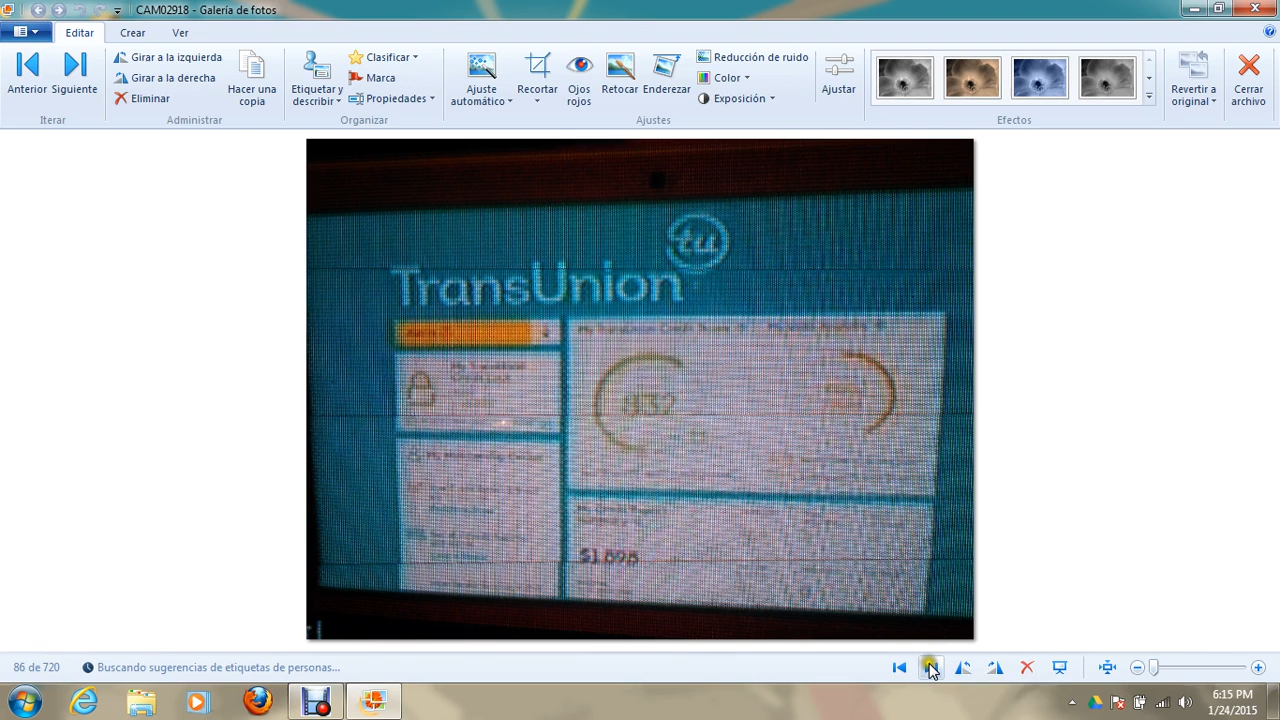 CAM02918 - Galería de fotos
Editar Crear Ver
Anterior Siguiente
Iterar
Girar a la izquierda
Girar a la derecha
Eliminar
Hacer una copia
Administrar
Etiquetar y describir
Clasificar
Marca
Propiedades
Organizar
Ajuste automático
Recortar
Ojos rojos
Retocar
Enderezar
Reducción de ruido
Color
Exposición
Ajustar
Ajustes
Efectos
Revertir a original
Cerrar archivo
tu
TransUnion
$1,898
86 de 720
Buscando sugerencias de etiquetas de personas...
6:15 PM
1/24/2015